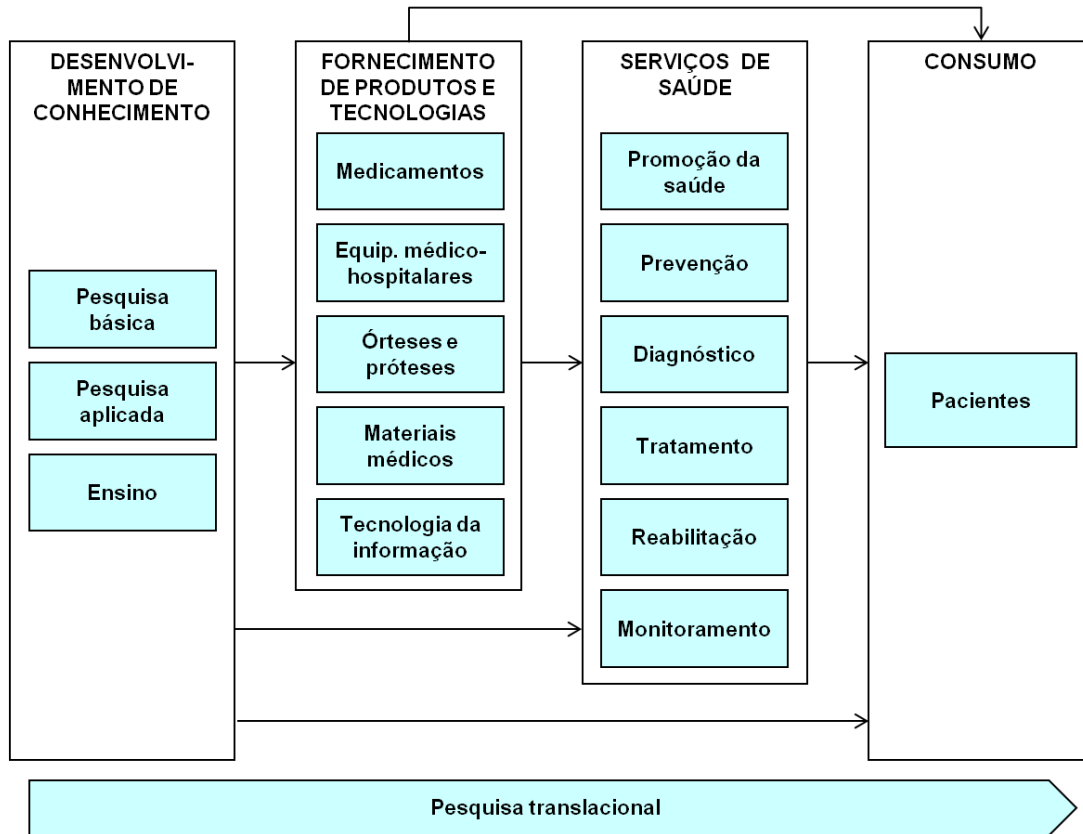 DESENVOLVI-
MENTO DE
CONHECIMENTO
Pesquisa
básica
Pesquisa
aplicada
Ensino
FORNECIMENTO
DE PRODUTOS E
TECNOLOGIAS
Medicamentos
Equip. médico-
hospitalares
Órteses e
próteses
Materiais
médicos
Tecnologia da
informação
SERVIÇOS DE
SAÚDE
Promoção da
saúde
Prevenção
Diagnóstico
Tratamento
Reabilitação
Monitoramento
CONSUMO
Pacientes
Pesquisa translacional